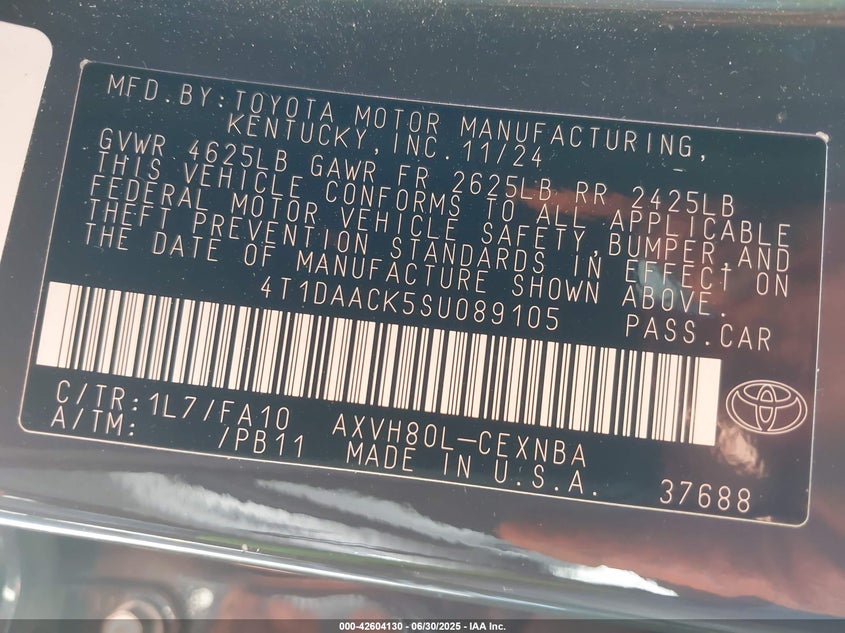 MFD.BY:TOYOTA MOTOR MANUFACTURING,
KENTUCKY,INC.11/24
GVWR 4625LB GAWR FR 2625LB RR 2425LB
THIS VEHICLE CONFORMS TO ALL APPLICABLE
FEDERAL MOTOR VEHICLE SAFETY,BUMPER,AND
THEFT PREVENTION STANDARDS IN EFFECT ON
THE DATE OF MANUFACTURE SHOWN ABOVE.
4T1DAACK5SU089105 PASS.CAR
C/TR:1L7/FA10 AXVH80L-CEXNBA
A/TM: /PB11 MADE IN U.S.A. 37688
000-42604130 - 06/30/2025 - IAA Inc.